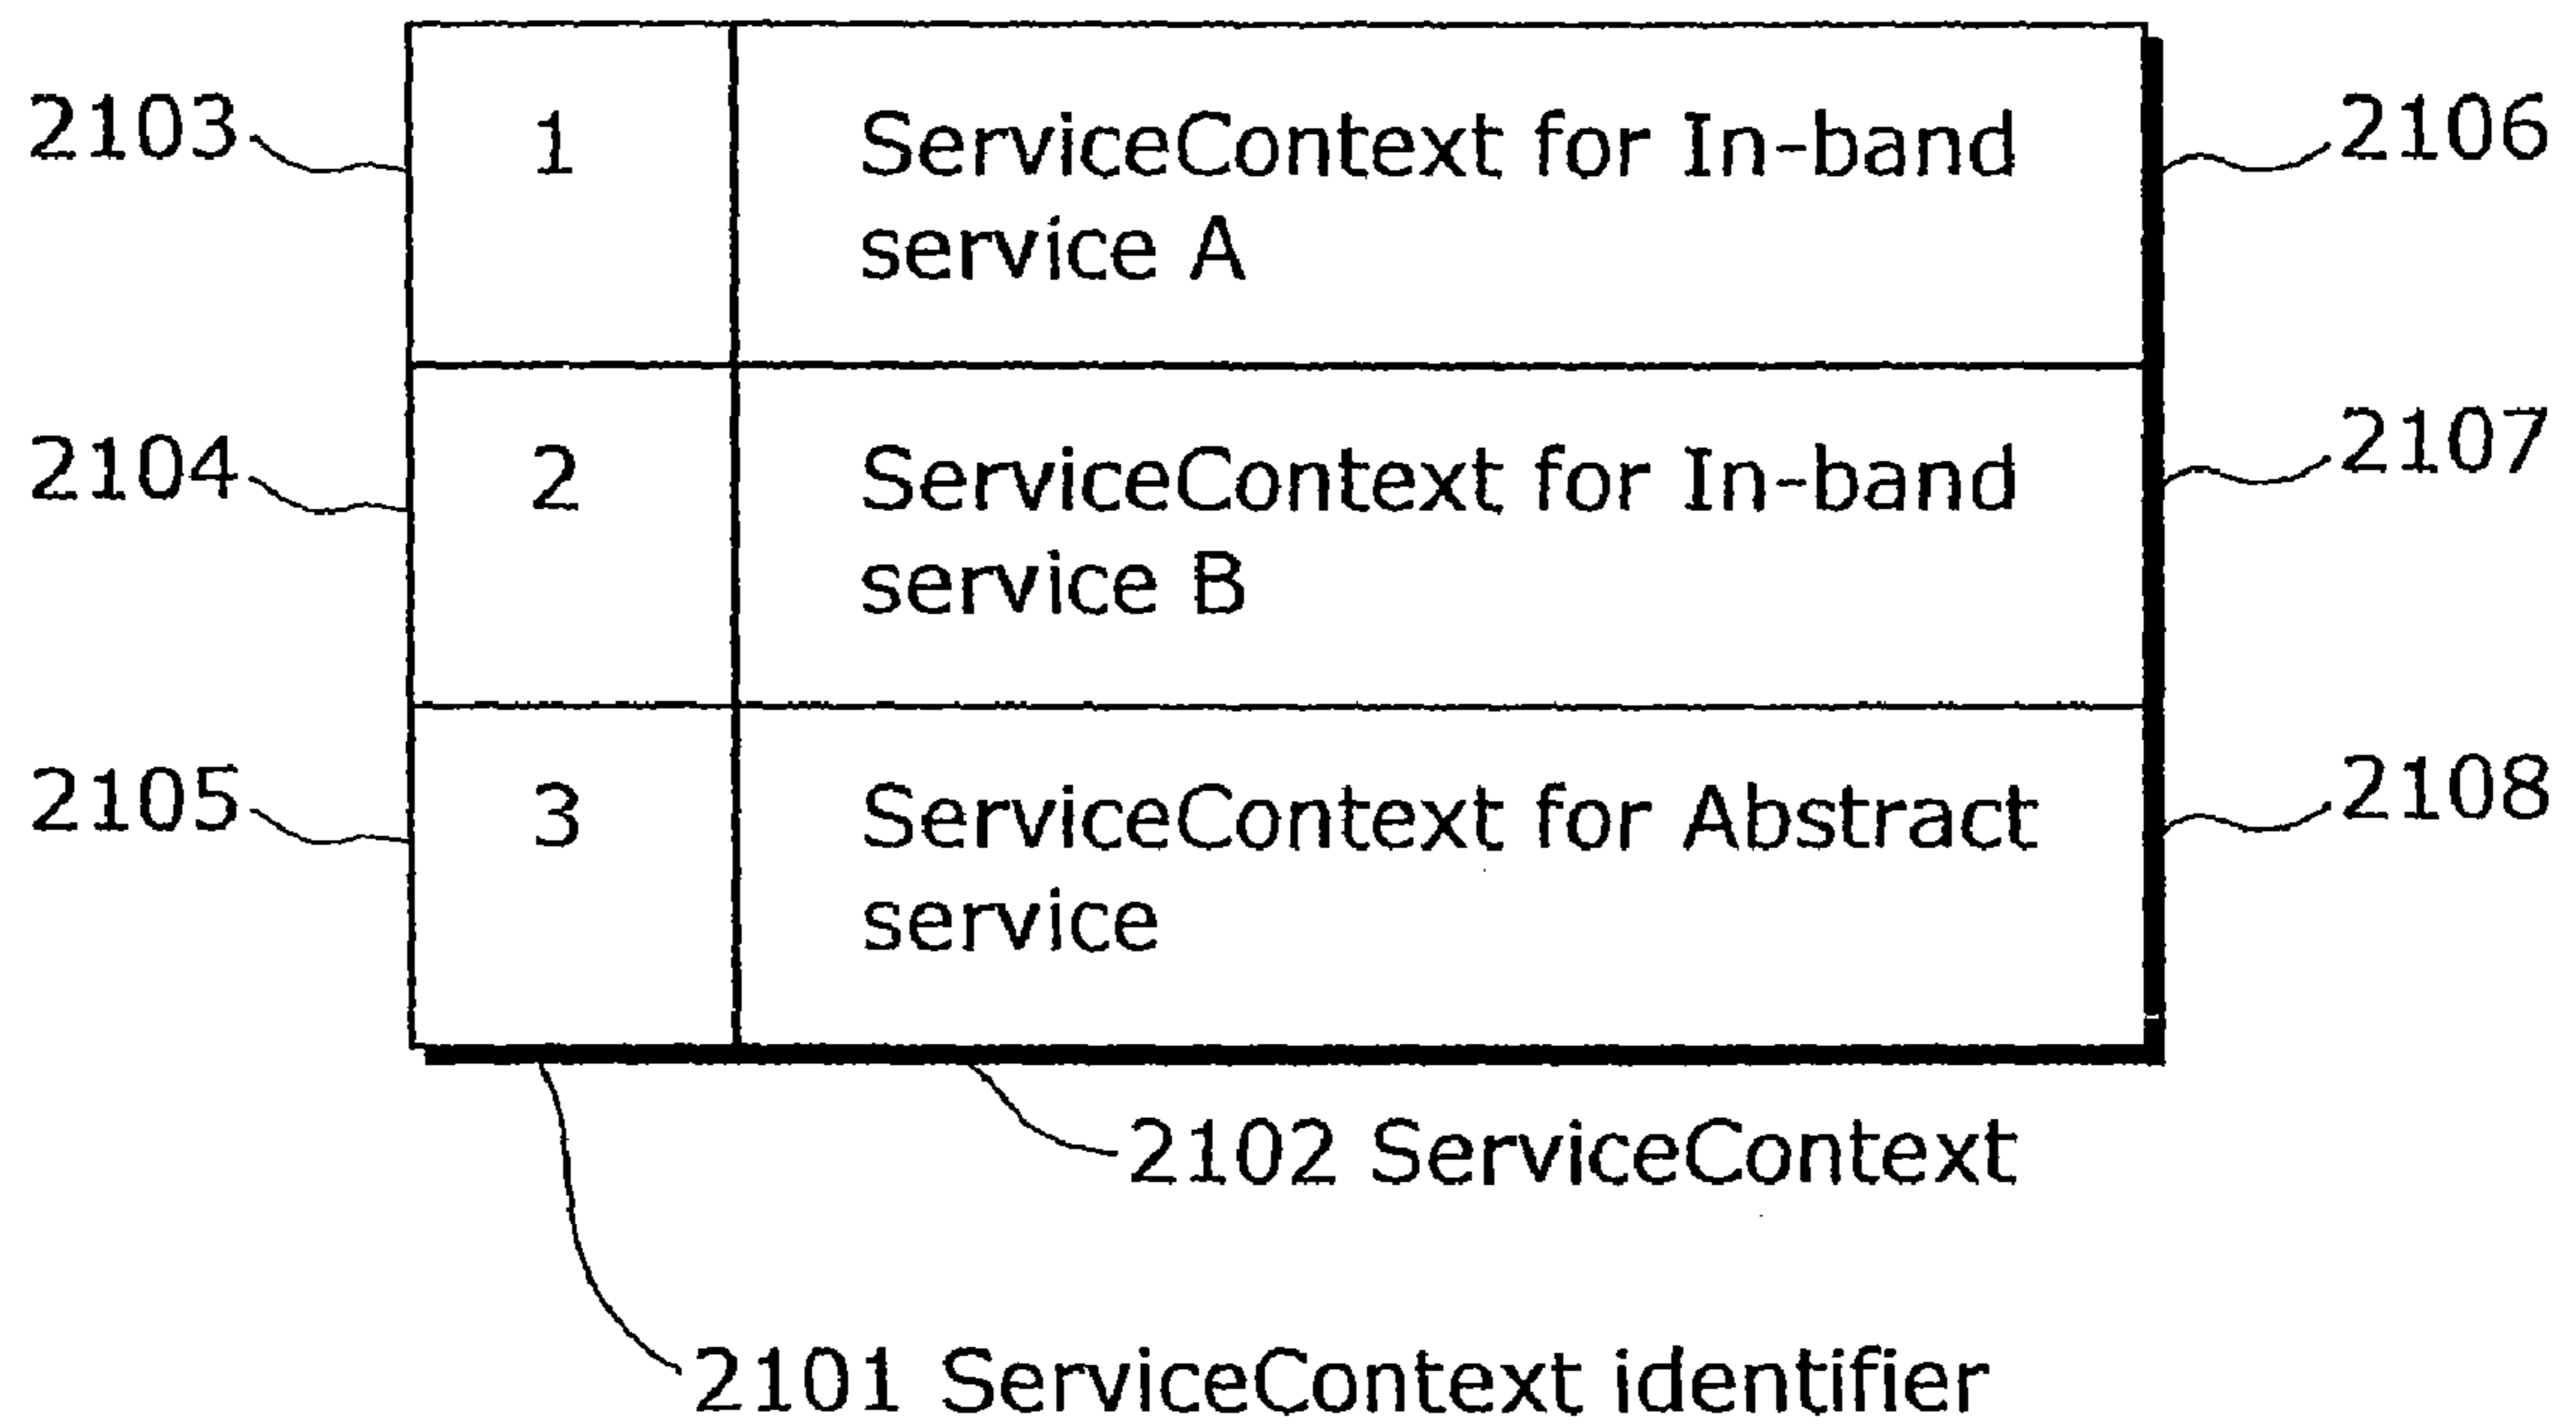 2103 1 ServiceContext for In-band 2106
service A
2104 2 ServiceContext for In-band 2107
service B
2105 3 ServiceContext for Abstract 2108
service
2102 ServiceContext
2101 ServiceContext identifier